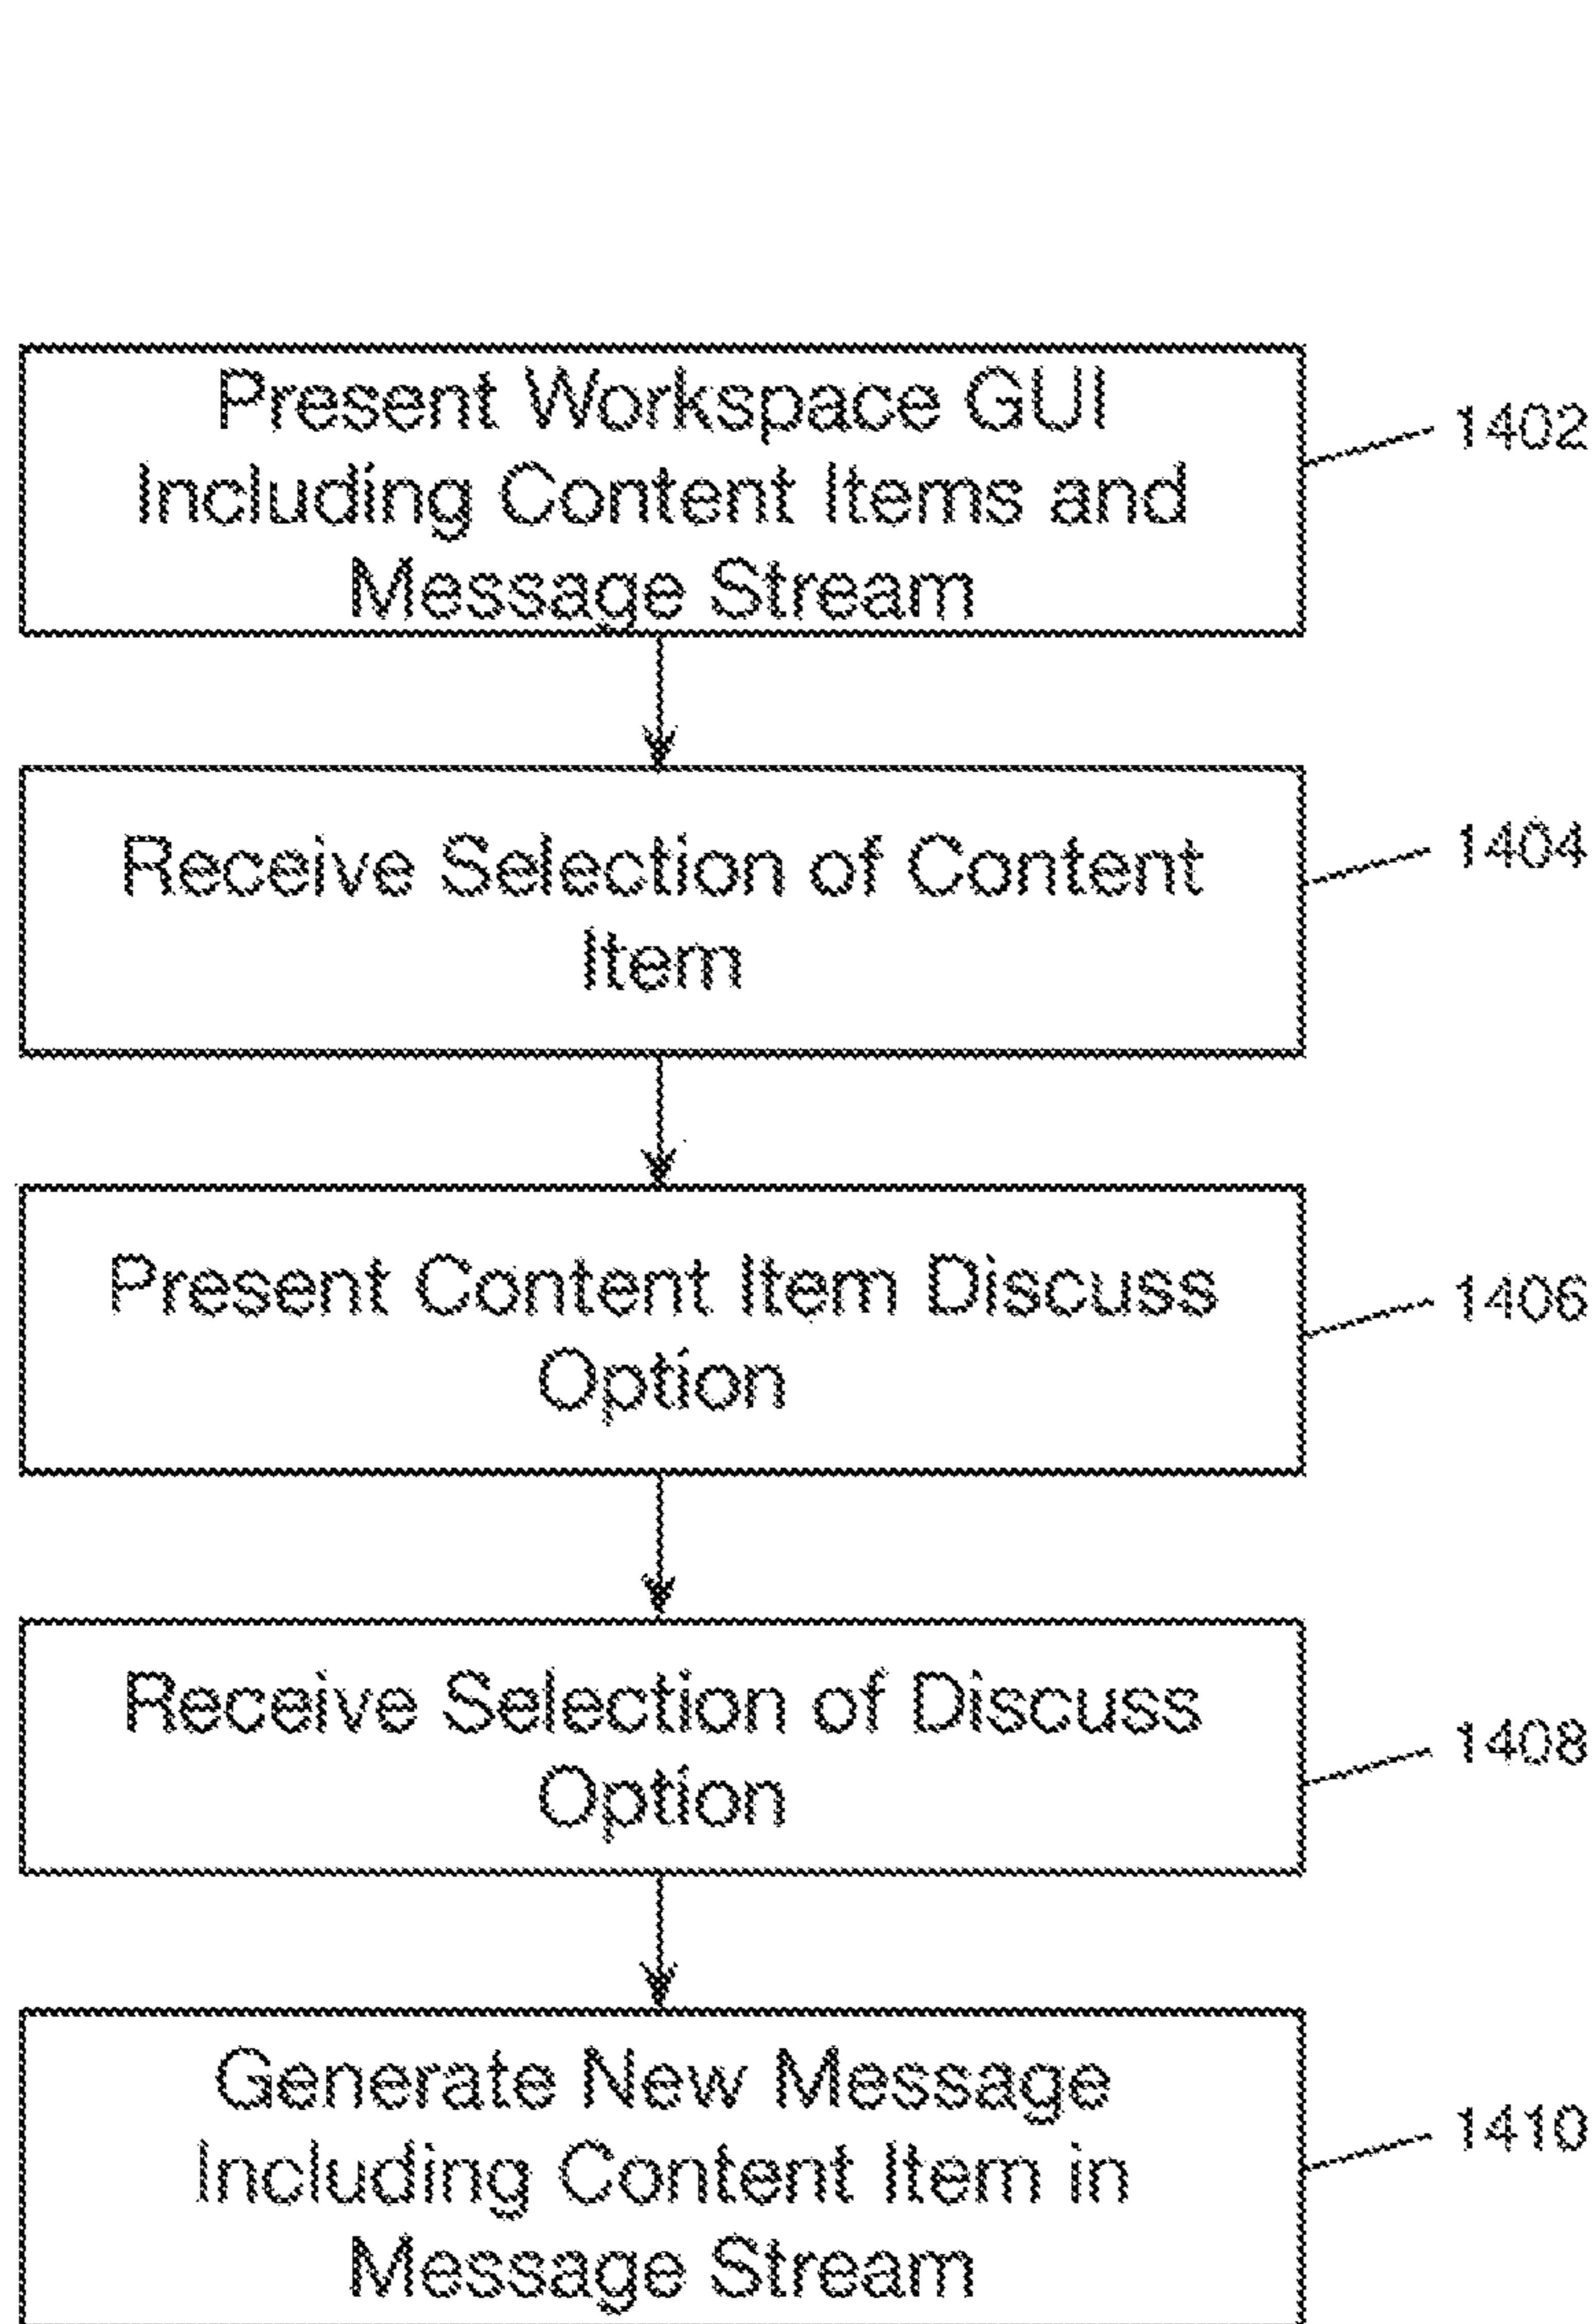 Present Workspace GUI
Including Content Items and
Message Stream
1402
Receive Selection of Content
Item
1404
Present Content Item Discuss
Option
1406
Receive Selection of Discuss
Option
1408
Generate New Message
Including Content Item in
Message Stream
1410